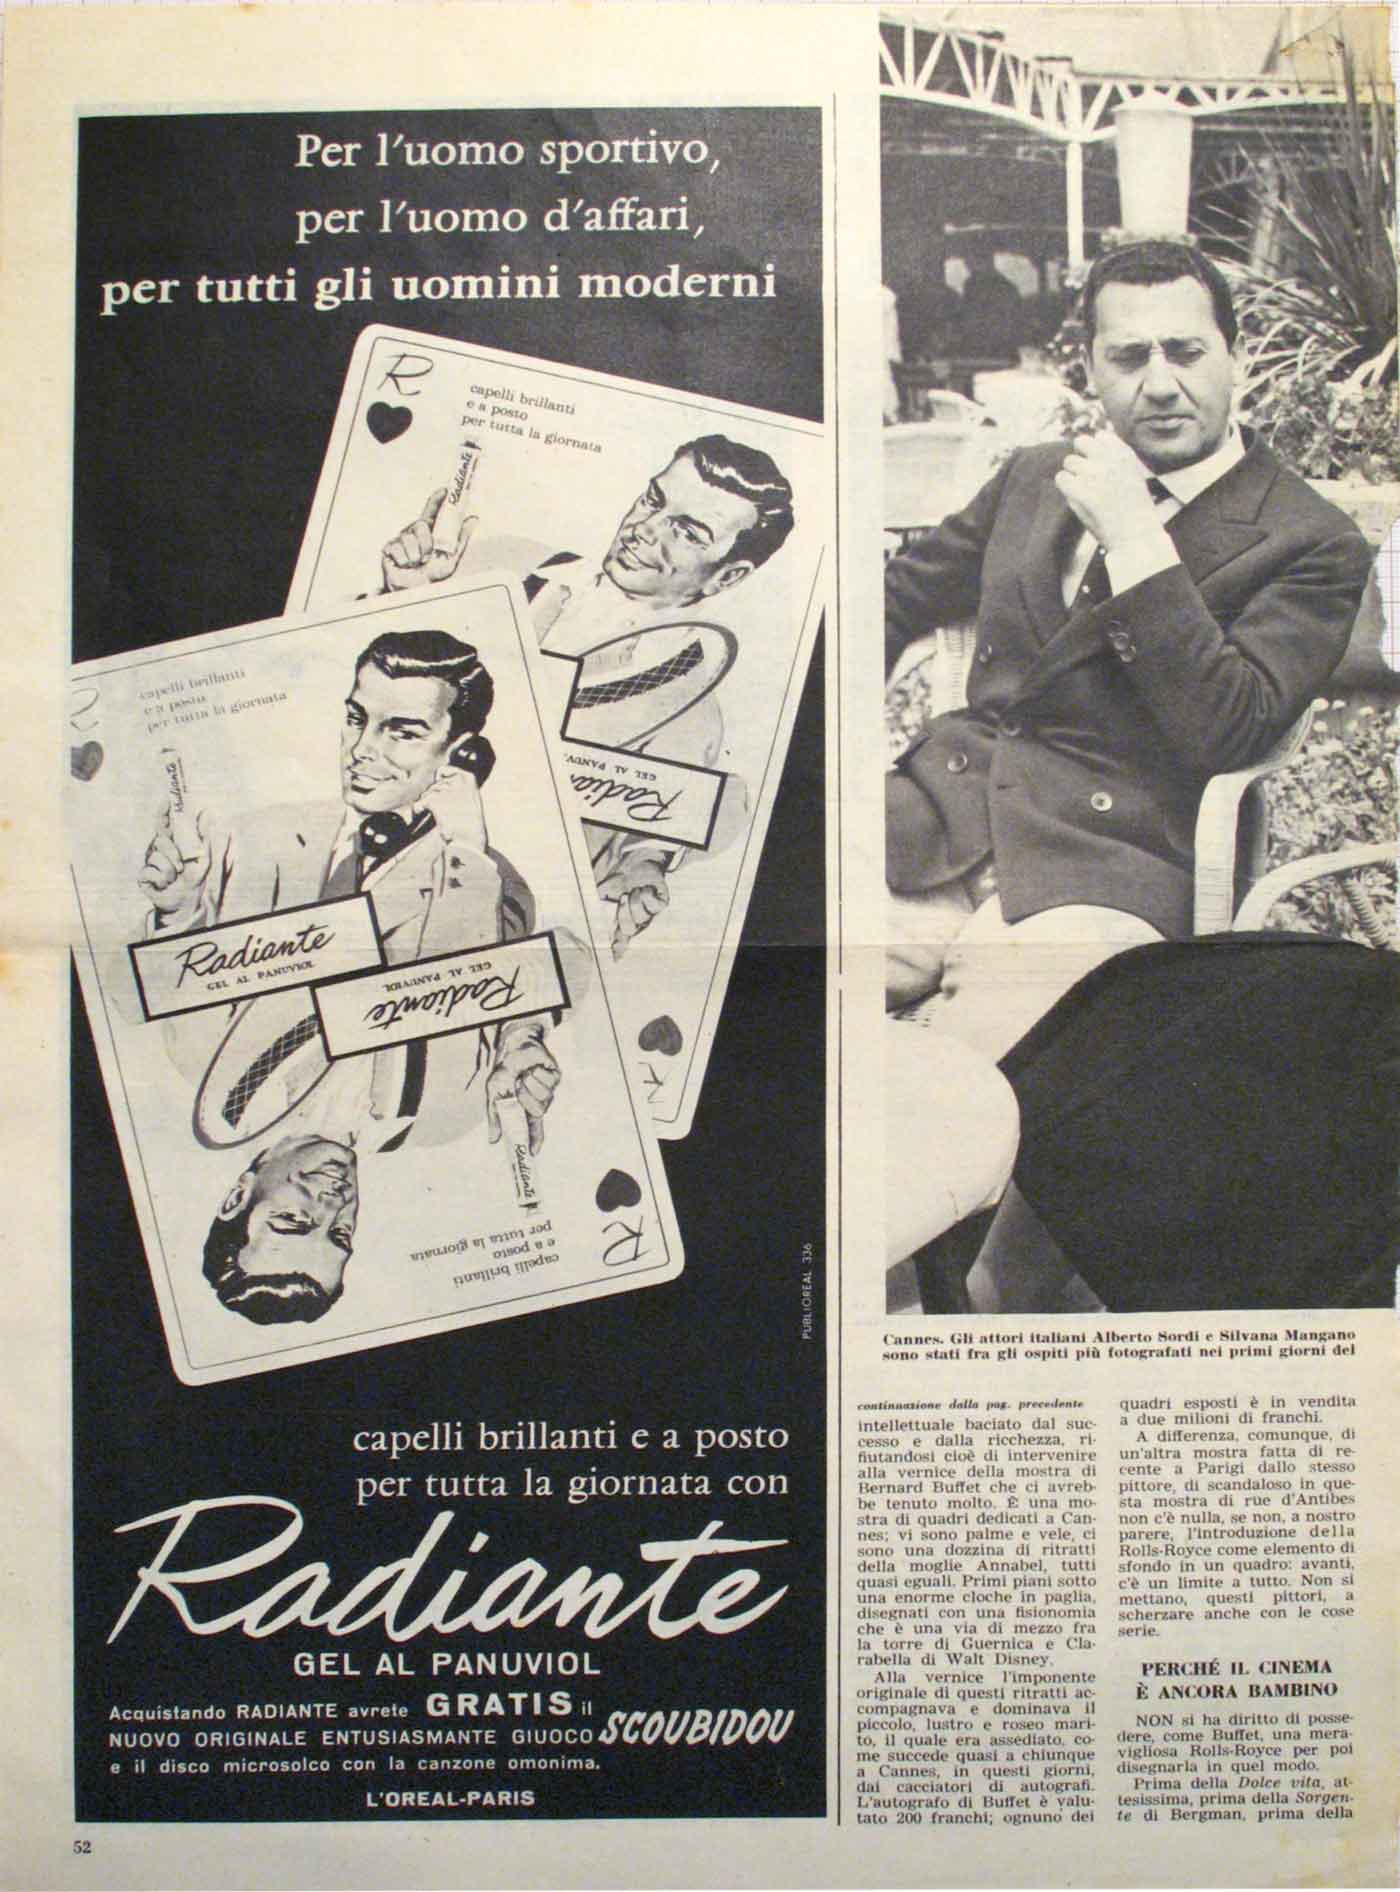 Per l'uomo sportivo,
per l'uomo d'affari,
per tutti gli uomini moderni
R
capelli brillanti
e a posto
per tutta la giornata
Radiante
R
capelli brillanti
e a posto
per tutta la giornata
Radiante
GEL AL PANUV.
Radian
Radiante
GEL AL PANUVIOL
Radiante
GEL AL PANUVIOL
Radiante
capelli brillanti
e a posto
per tutta la giornata
R
PUBLIOREAL 336
capelli brillanti e a posto
per tutta la giornata con
Radiante
GEL AL PANUVIOL
Acquistando RADIANTE avrete GRATIS il
NUOVO ORIGINALE ENTUSIASMANTE GIUOCO SCOUBIDOU
e il disco microsolco con la canzone omonima.
L'OREAL-PARIS
52
Cannes. Gli attori italiani Alberto Sordi e Silvana Mangano
sono stati fra gli ospiti più fotografati nei primi giorni del
continuazione dalla pag. precedente
intellettuale baciato dal suc-
cesso e dalla ricchezza, ri-
fiutandosi cioè di intervenire
alla vernice della mostra di
Bernard Buffet che ci avreb-
be tenuto molto. È una mo-
stra di quadri dedicati a Can-
nes; vi sono palme e vele, ci
sono una dozzina di ritratti
della moglie Annabel, tutti
quasi eguali. Primi piani sotto
una enorme cloche in paglia,
disegnati con una fisionomia
che è una via di mezzo fra
la torre di Guernica e Cla-
rabella di Walt Disney.
Alla vernice l'imponente
originale di questi ritratti ac-
compagnava e dominava il
piccolo, lustro e roseo mari-
to, il quale era assediato, co-
me succede quasi a chiunque
a Cannes, in questi giorni,
dai cacciatori di autografi.
L'autografo di Buffet è valu-
tato 200 franchi; ognuno dei
quadri esposti è in vendita
a due milioni di franchi.
A differenza, comunque, di
un'altra mostra fatta di re-
cente a Parigi dallo stesso
pittore, di scandaloso in que-
sta mostra di rue d'Antibes
non c'è nulla, se non, a nostro
parere, l'introduzione della
Rolls-Royce come elemento di
sfondo in un quadro: avanti,
c'è un limite a tutto. Non si
mettano, questi pittori, a
scherzare anche con le cose
serie.
PERCHÉ IL CINEMA
È ANCORA BAMBINO
NON si ha diritto di posse-
dere, come Buffet, una mera-
vigliosa Rolls-Royce per poi
disegnarla in quel modo.
Prima della Dolce vita, at-
tesissima, prima della Sorgen-
te di Bergman, prima della